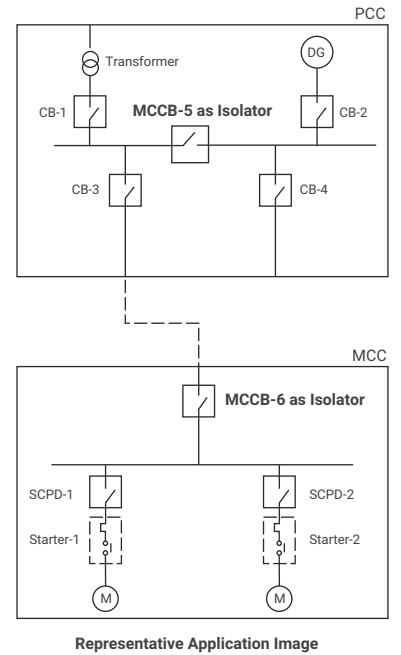 PCC
Transformer
DG
CB-1
MCCB-5 as Isolator
CB-2
CB-3
CB-4
MCC
MCCB-6 as Isolator
SCPD-1
SCPD-2
Starter-1
Starter-2
M
M
Representative Application Image